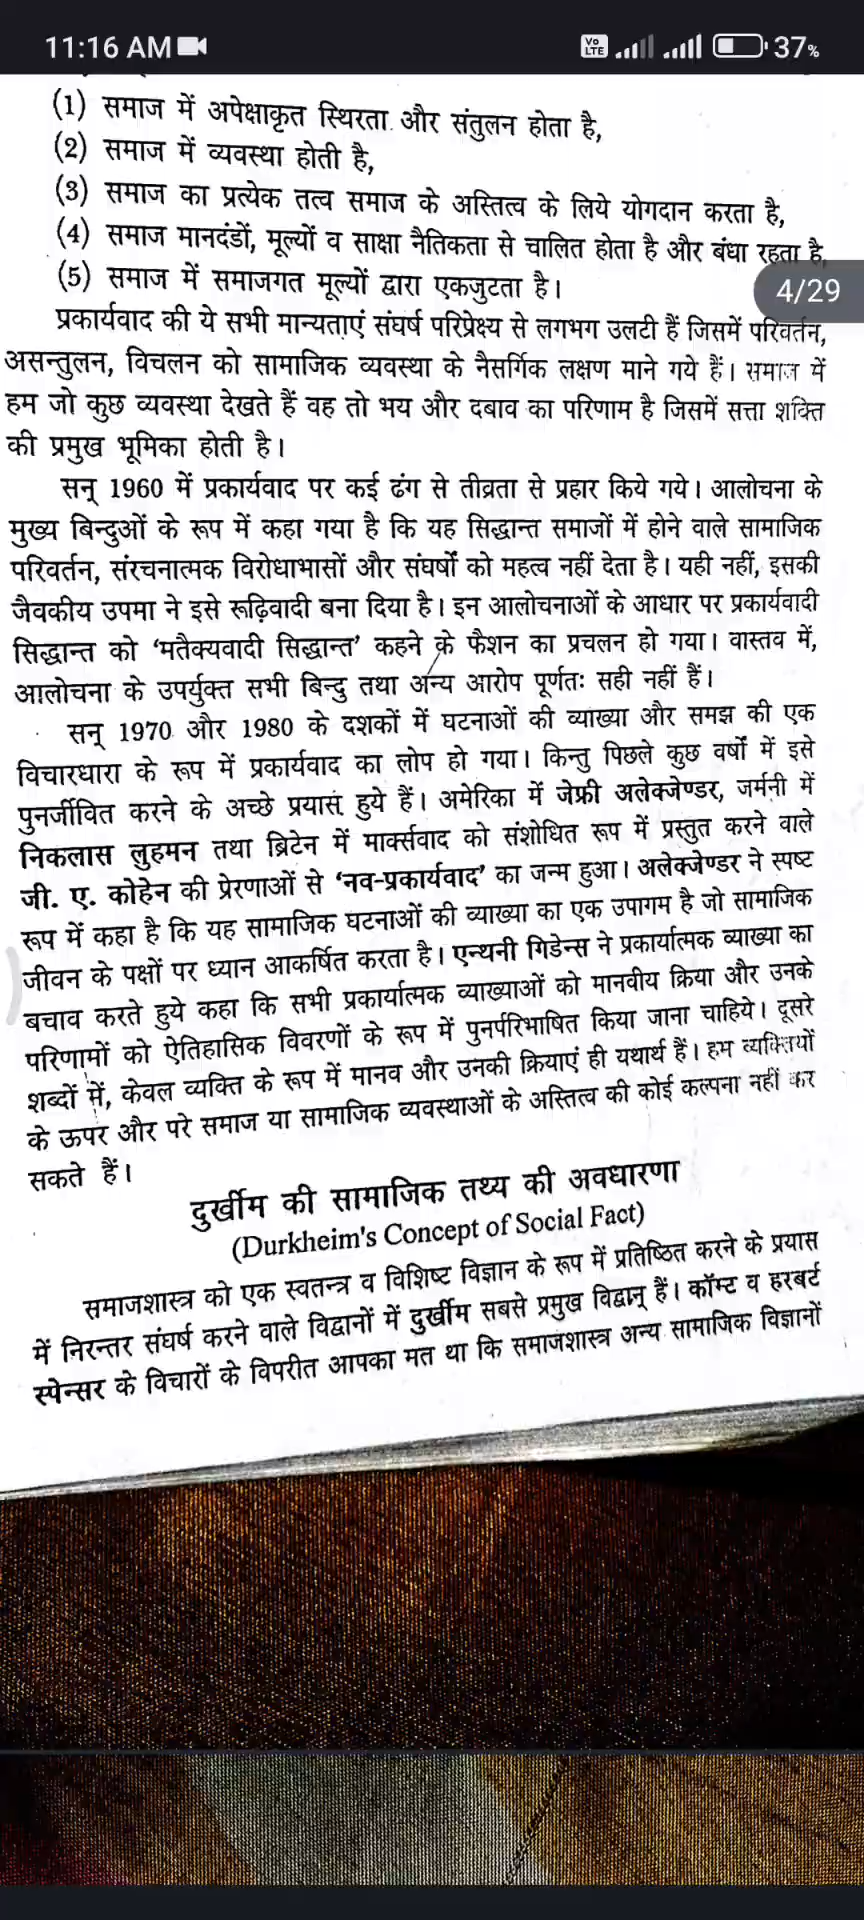 11:16 AM
Vo LTE
37%
(1) समाज में अपेक्षाकृत स्थिरता और संतुलन होता है,
(2) समाज में व्यवस्था होती है,
(3) समाज का प्रत्येक तत्व समाज के अस्तित्व के लिये योगदान करता है,
(4) समाज मानदंडों, मूल्यों व साक्षा नैतिकता से चालित होता है और बंधा रहता है,
(5) समाज में समाजगत मूल्यों द्वारा एकजुटता है।
4/29
प्रकार्यवाद की ये सभी मान्यताएं संघर्ष परिप्रेक्ष्य से लगभग उलटी हैं जिसमें परिवर्तन,
असन्तुलन, विचलन को सामाजिक व्यवस्था के नैसर्गिक लक्षण माने गये हैं। समाज में
हम जो कुछ व्यवस्था देखते हैं वह तो भय और दबाव का परिणाम है जिसमें सत्ता शक्ति
की प्रमुख भूमिका होती है।
सन् 1960 में प्रकार्यवाद पर कई ढंग से तीव्रता से प्रहार किये गये। आलोचना के
मुख्य बिन्दुओं के रूप में कहा गया है कि यह सिद्धान्त समाजों में होने वाले सामाजिक
परिवर्तन, संरचनात्मक विरोधाभासों और संघर्षों को महत्व नहीं देता है। यही नहीं, इसकी
जैवकीय उपमा ने इसे रूढ़िवादी बना दिया है। इन आलोचनाओं के आधार पर प्रकार्यवादी
सिद्धान्त को ‘मतैक्यवादी सिद्धान्त’ कहने के फैशन का प्रचलन हो गया। वास्तव में,
आलोचना के उपर्युक्त सभी बिन्दु तथा अन्य आरोप पूर्णतः सही नहीं हैं।
सन् 1970 और 1980 के दशकों में घटनाओं की व्याख्या और समझ की एक
विचारधारा के रूप में प्रकार्यवाद का लोप हो गया। किन्तु पिछले कुछ वर्षों में इसे
पुनर्जीवित करने के अच्छे प्रयास हुये हैं। अमेरिका में जेफ्री अलेक्जेण्डर, जर्मनी में
निकलास लुहमन तथा ब्रिटेन में मार्क्सवाद को संशोधित रूप में प्रस्तुत करने वाले
जी. ए. कोहेन की प्रेरणाओं से ‘नव-प्रकार्यवाद’ का जन्म हुआ। अलेक्जेण्डर ने स्पष्ट
रूप में कहा है कि यह सामाजिक घटनाओं की व्याख्या का एक उपागम है जो सामाजिक
जीवन के पक्षों पर ध्यान आकर्षित करता है। एन्थनी गिडेन्स ने प्रकार्यात्मक व्याख्या का
बचाव करते हुये कहा कि सभी प्रकार्यात्मक व्याख्याओं को मानवीय क्रिया और उनके
परिणामों को ऐतिहासिक विवरणों के रूप में पुनर्परिभाषित किया जाना चाहिये। दूसरे
शब्दों में, केवल व्यक्ति के रूप में मानव और उनकी क्रियाएं ही यथार्थ हैं। हम व्यक्तियों
के ऊपर और परे समाज या सामाजिक व्यवस्थाओं के अस्तित्व की कोई कल्पना नहीं कर
सकते हैं।
दुर्खीम की सामाजिक तथ्य की अवधारणा
(Durkheim's Concept of Social Fact)
समाजशास्त्र को एक स्वतन्त्र व विशिष्ट विज्ञान के रूप में प्रतिष्ठित करने के प्रयास
में निरन्तर संघर्ष करने वाले विद्वानों में दुर्खीम सबसे प्रमुख विद्वान् हैं। कॉम्ट व हरबर्ट
स्पेन्सर के विचारों के विपरीत आपका मत था कि समाजशास्त्र अन्य सामाजिक विज्ञानों